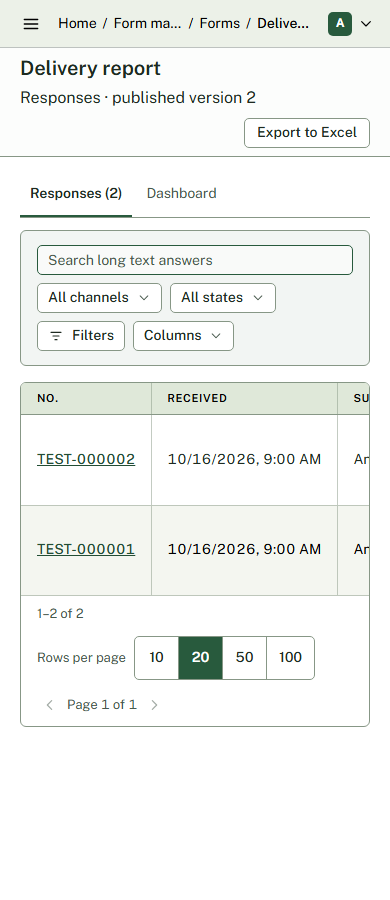 Home / Form ma... / Forms / Delive... A
Delivery report
Responses · published version 2
Export to Excel
Responses (2) Dashboard
Search long text answers
All channels All states
Filters Columns
NO. RECEIVED SU
TEST-000002 10/16/2026, 9:00 AM An
TEST-000001 10/16/2026, 9:00 AM An
1–2 of 2
Rows per page 10 20 50 100
Page 1 of 1